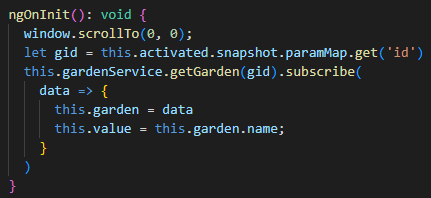 ngOnInit(): void {
window.scrollTo(0, 0);
let gid = this.activated.snapshot.paramMap.get('id')
this.gardenService.getGarden(gid).subscribe(
data => {
this.garden = data
this.value = this.garden.name;
}
)
}